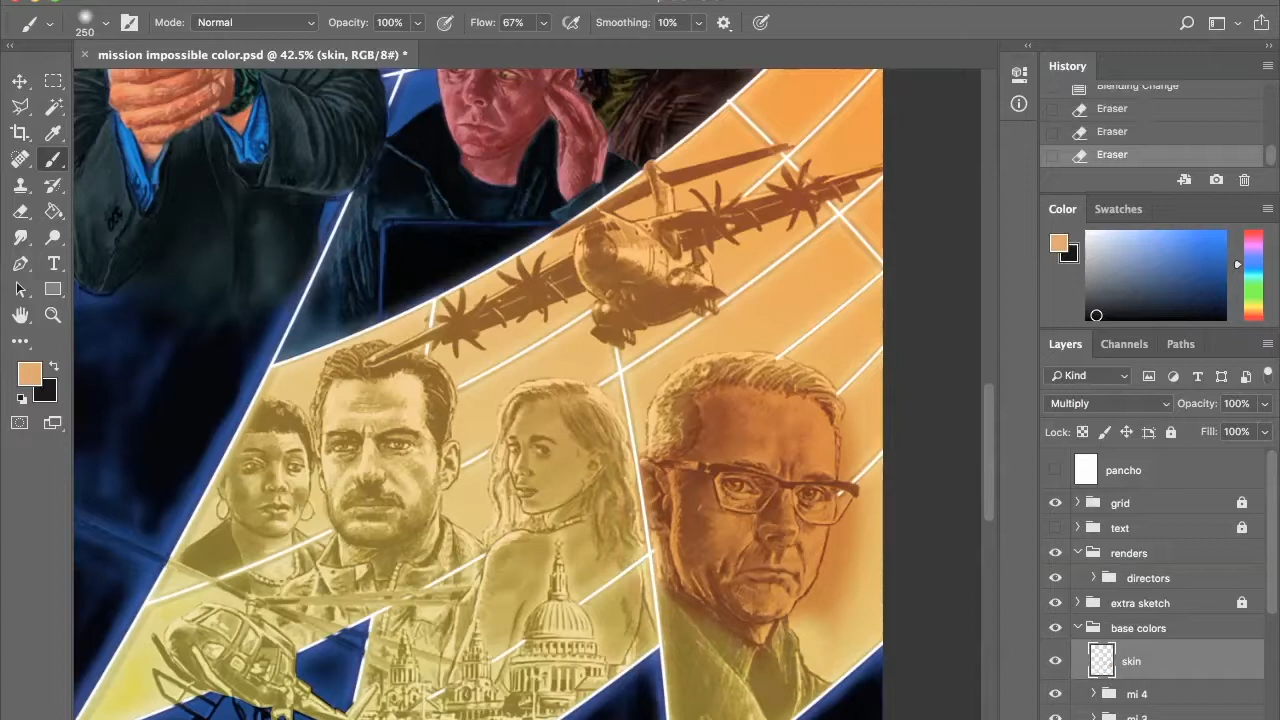 Mode: Normal Opacity: 100% Flow: 67% Smoothing: 10%
250
× mission impossible color.psd @ 42.5% (skin, RGB/8#) *
History
Blending Change
Eraser
Eraser
Eraser
Color Swatches
Layers Channels Paths
Kind
Multiply Opacity: 100%
Lock: Fill: 100%
pancho
grid
text
renders
directors
extra sketch
base colors
skin
mi 4
mi 3